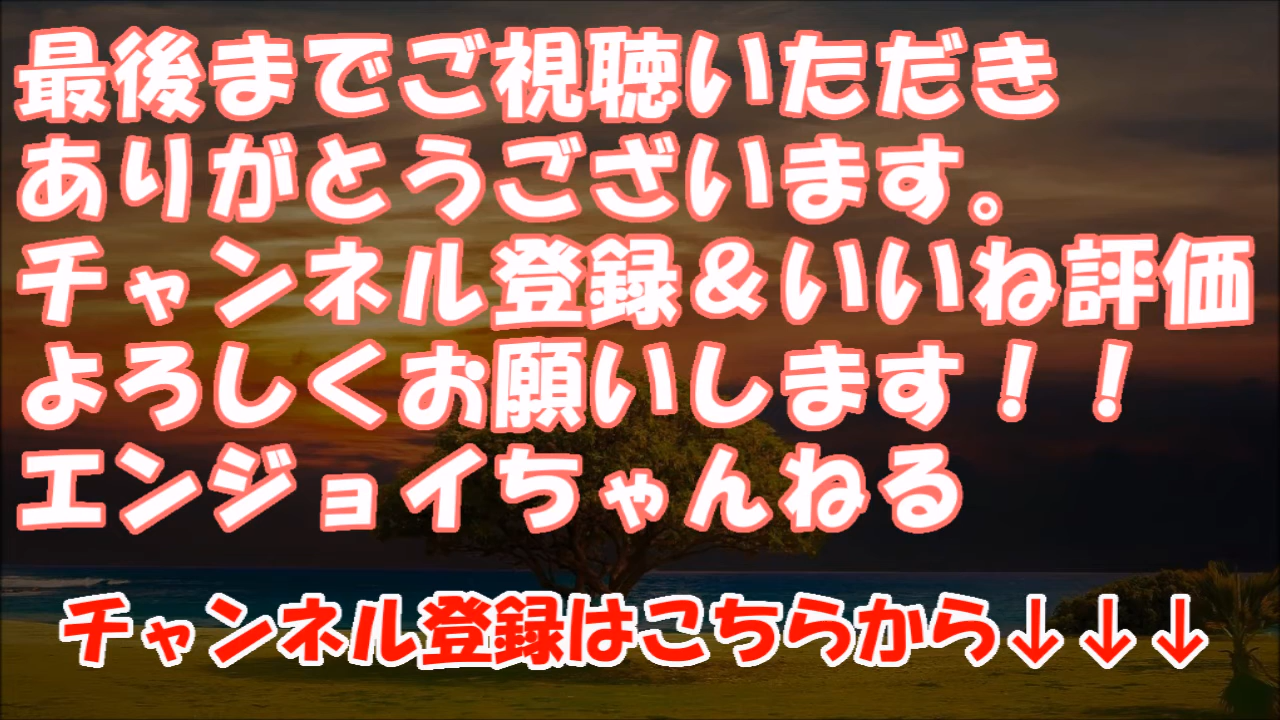 最後までご視聴いただき
ありがとうございます。
チャンネル登録＆いいね評価
よろしくお願いします！！
エンジョイちゃんねる
チャンネル登録はこちらから↓↓↓